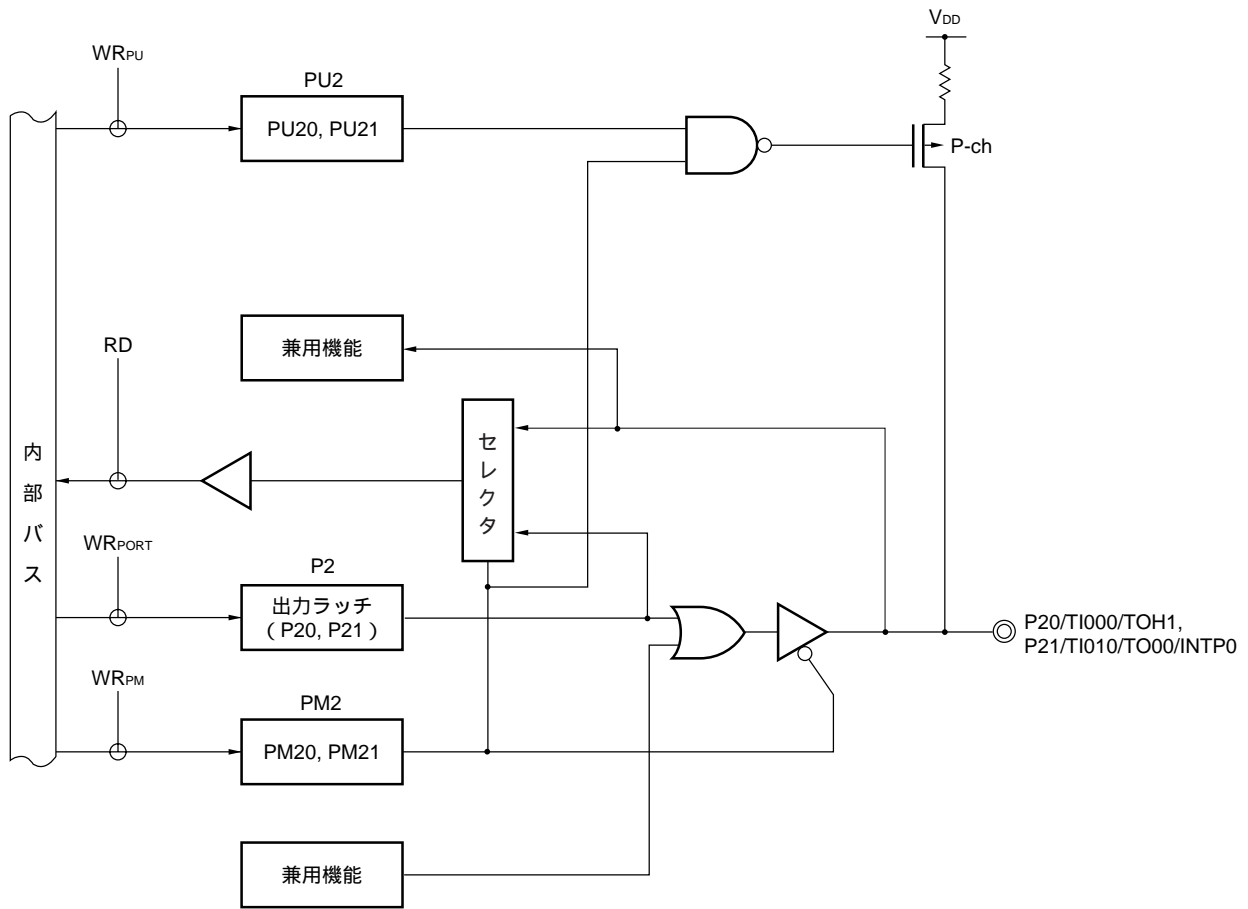 VDD
WRPU
PU2
PU20, PU21
P-ch
兼用機能
RD
セレクタ
内部バス
WRPORT
P2
出力ラッチ
( P20, P21 )
P20/TI000/TOH1,
P21/TI010/TO00/INTP0
WRPM
PM2
PM20, PM21
兼用機能